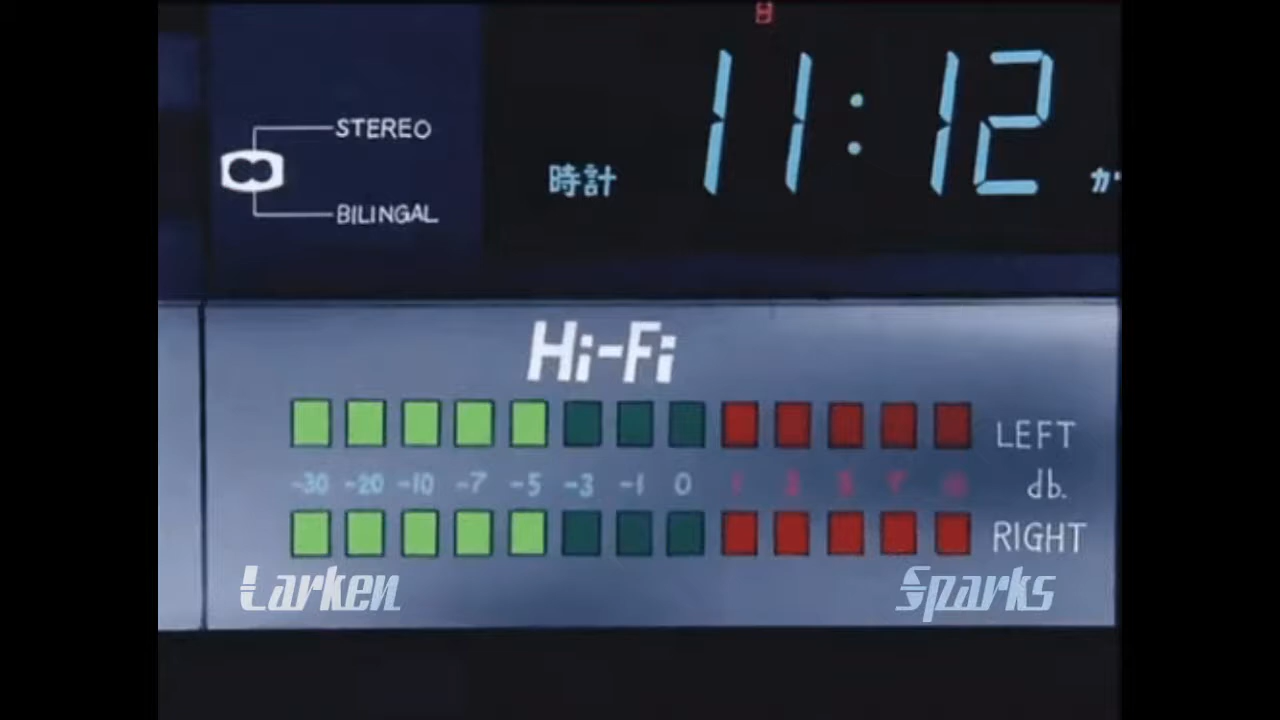 STEREO
BILINGAL
日
時計
11:12
Hi-Fi
LEFT
-30 -20 -10 -7 -5 -3 -1 0
db.
RIGHT
Larken
Sparks